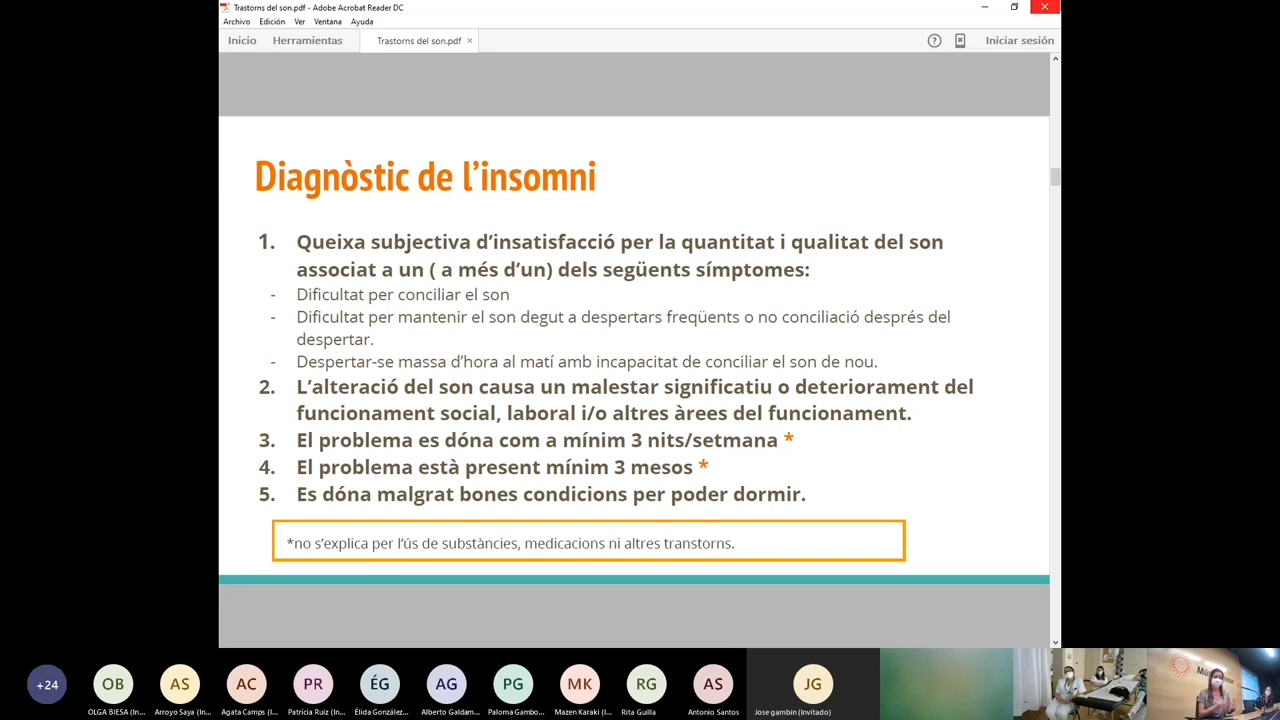 Trastorns del son.pdf - Adobe Acrobat Reader DC
Archivo Edición Ver Ventana Ayuda
Inicio Herramientas Trastorns del son.pdf × Iniciar sesión
Diagnòstic de l'insomni
1. Queixa subjectiva d'insatisfacció per la quantitat i qualitat del son
associat a un ( a més d'un) dels següents símptomes:
- Dificultat per conciliar el son
- Dificultat per mantenir el son degut a despertars freqüents o no conciliació després del
despertar.
- Despertar-se massa d'hora al matí amb incapacitat de conciliar el son de nou.
2. L'alteració del son causa un malestar significatiu o deteriorament del
funcionament social, laboral i/o altres àrees del funcionament.
3. El problema es dóna com a mínim 3 nits/setmana *
4. El problema està present mínim 3 mesos *
5. Es dóna malgrat bones condicions per poder dormir.
*no s'explica per l'ús de substàncies, medicacions ni altres transtorns.
+24 OB AS AC PR ÉG AG PG MK RG AS JG
OLGA BIESA (In... Arroyo Saya (In... Agata Camps (In... Patrícia Ruiz (In... Élida González... Alberto Galdam... Paloma Gambo... Mazen Karaki (In... Rita Guilla Antonio Santos Jose gambin (Invitado)